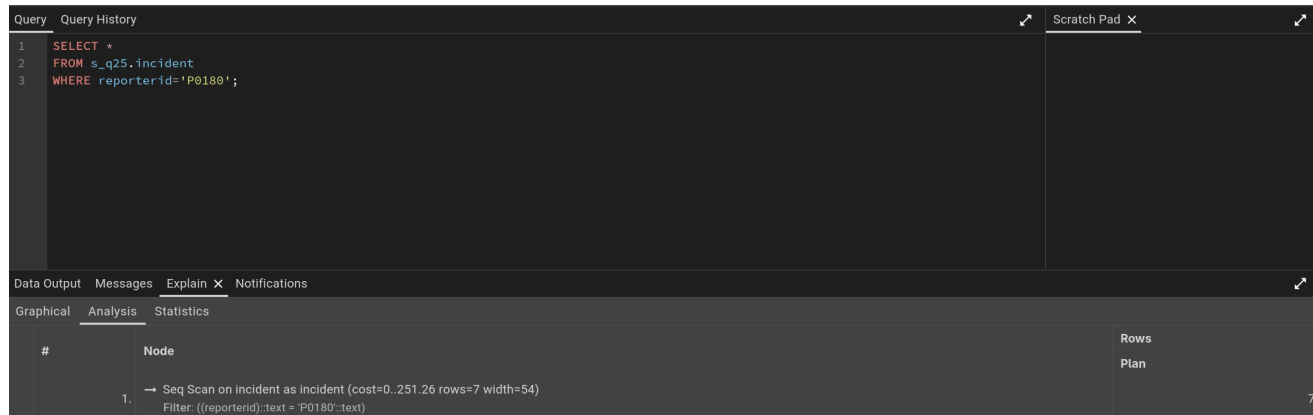 Query Query History
Scratch Pad ×
1 SELECT *
2 FROM s_q25.incident
3 WHERE reporterid='P0180';
Data Output Messages Explain × Notifications
Graphical Analysis Statistics
# Node Rows
Plan
1. → Seq Scan on incident as incident (cost=0..251.26 rows=7 width=54) 7
Filter: ((reporterid)::text = 'P0180'::text)